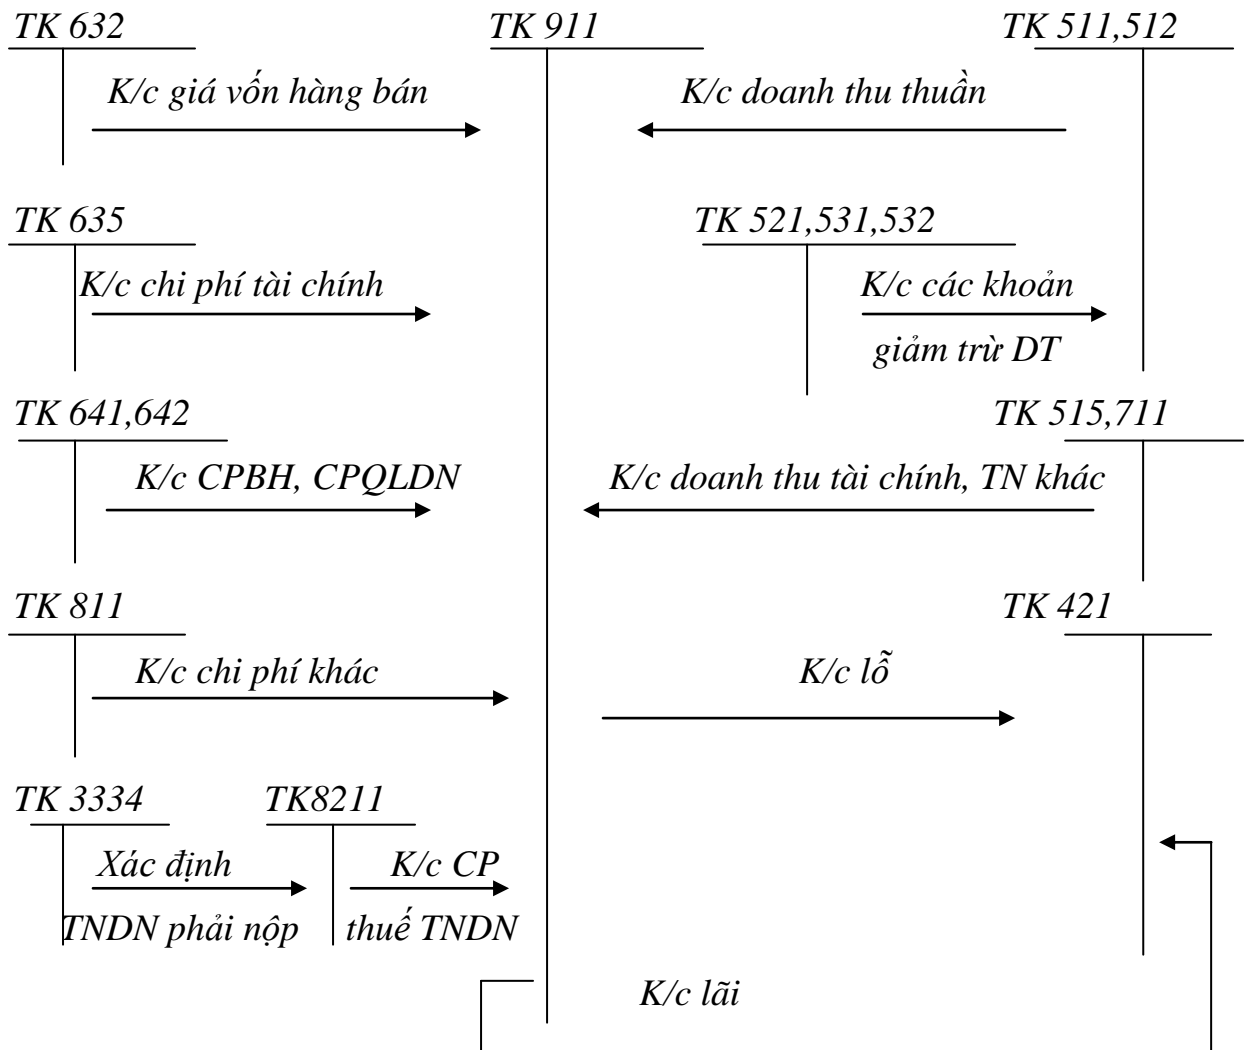 TK 632 TK 911 TK 511,512
K/c giá vốn hàng bán K/c doanh thu thuần
TK 635 TK 521,531,532
K/c chi phí tài chính K/c các khoản
giảm trừ DT
TK 641,642 TK 515,711
K/c CPBH, CPQLDN K/c doanh thu tài chính, TN khác
TK 811 TK 421
K/c chi phí khác K/c lỗ
TK 3334 TK8211
Xác định K/c CP
TNDN phải nộp thuế TNDN
K/c lãi